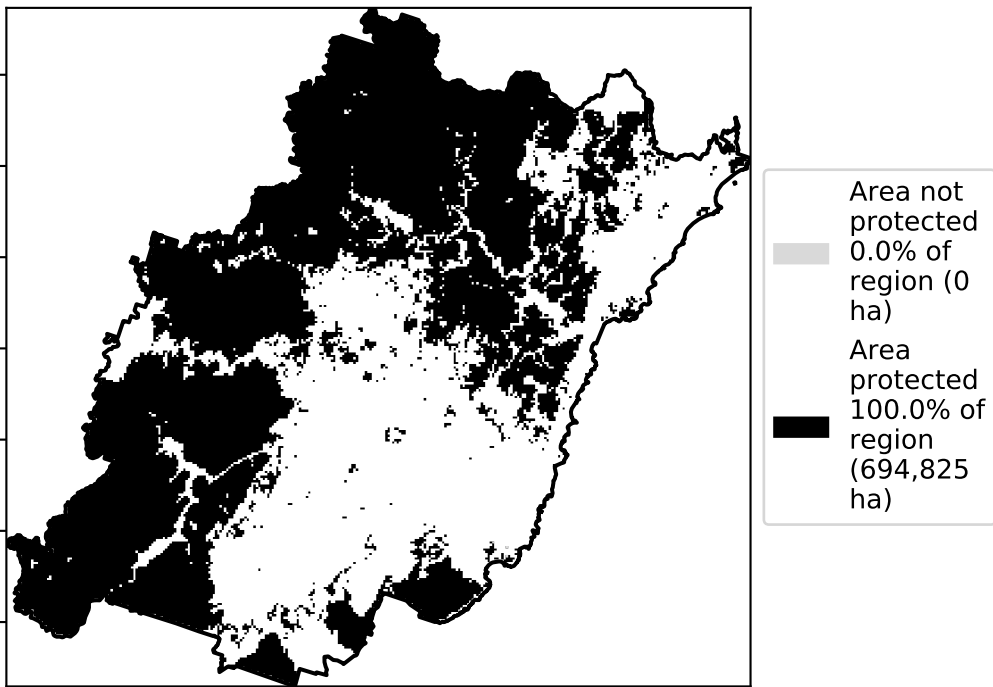 Area not
protected
0.0% of
region (0
ha)
Area
protected
100.0% of
region
(694,825
ha)